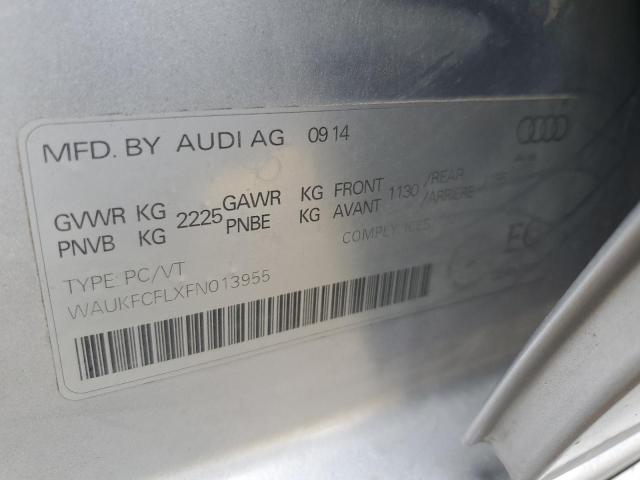 MFD. BY AUDI AG 09 14
GVWR KG 2225 GAWR KG FRONT 1130 /REAR
PNVB KG PNBE KG AVANT /ARRIERE
COMPLY ICES
TYPE: PC/VT
WAUKFCFLXFN013955